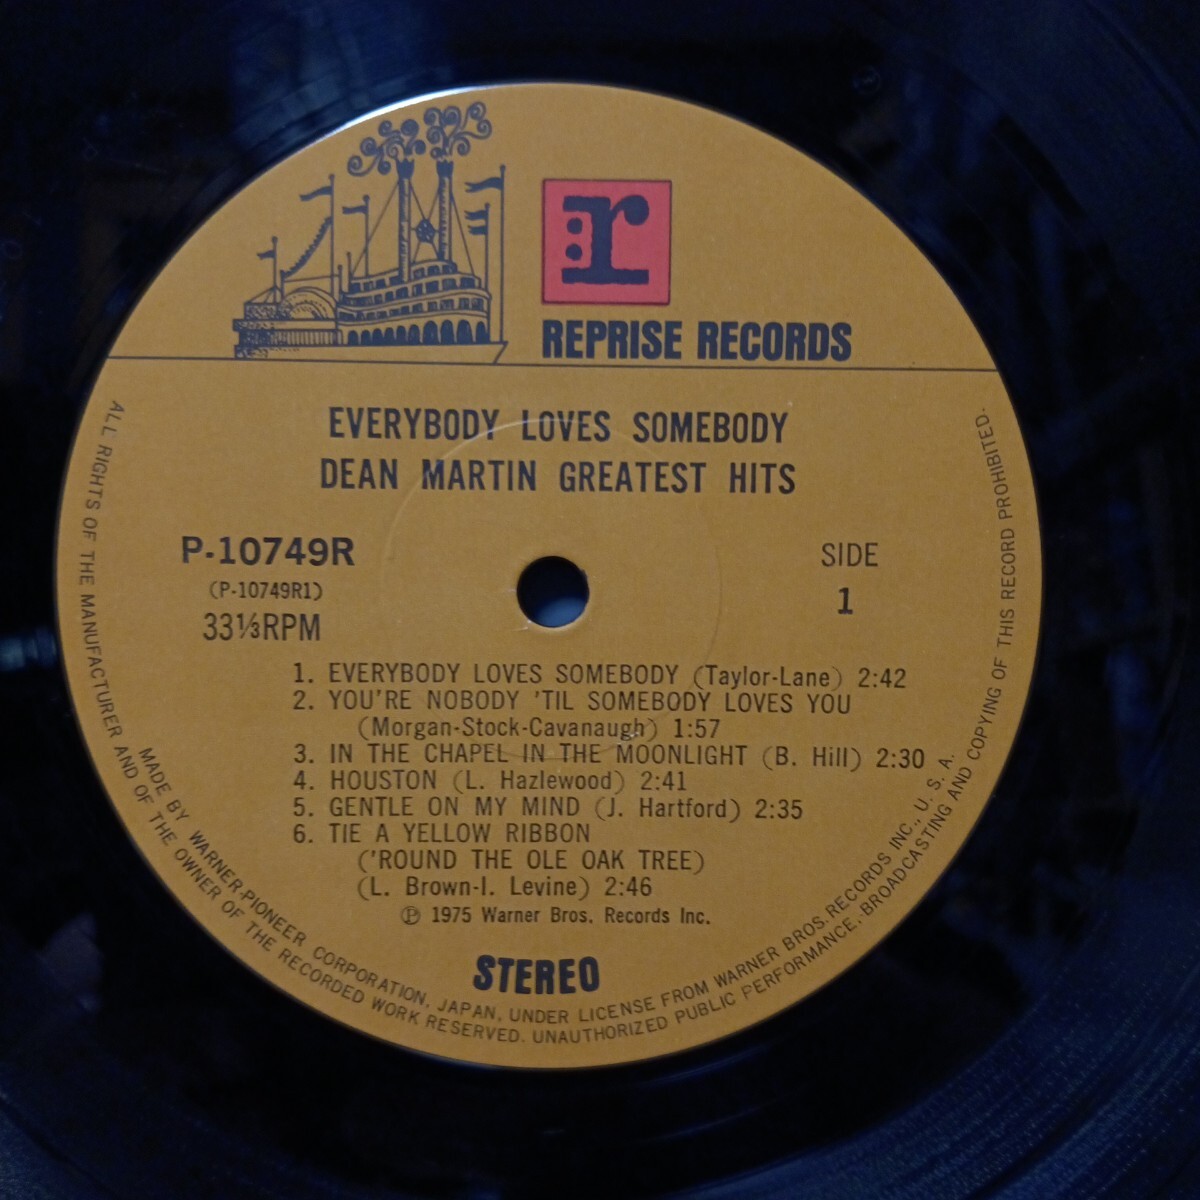 r
REPRISE RECORDS
EVERYBODY LOVES SOMEBODY
DEAN MARTIN GREATEST HITS
P-10749R
(P-10749R1)
33⅓RPM
SIDE
1
1. EVERYBODY LOVES SOMEBODY (Taylor-Lane) 2:42
2. YOU'RE NOBODY 'TIL SOMEBODY LOVES YOU
(Morgan-Stock-Cavanaugh) 1:57
3. IN THE CHAPEL IN THE MOONLIGHT (B. Hill) 2:30
4. HOUSTON (L. Hazlewood) 2:41
5. GENTLE ON MY MIND (J. Hartford) 2:35
6. TIE A YELLOW RIBBON
('ROUND THE OLE OAK TREE)
(L. Brown-I. Levine) 2:46
℗ 1975 Warner Bros. Records Inc.
STEREO
MADE BY WARNER-PIONEER CORPORATION, JAPAN, UNDER LICENSE FROM WARNER BROS. RECORDS INC., U. S. A.
ALL RIGHTS OF THE MANUFACTURER AND OF THE OWNER OF THE RECORDED WORK RESERVED. UNAUTHORIZED PUBLIC PERFORMANCE,-BROADCASTING AND COPYING OF THIS RECORD PROHIBITED.